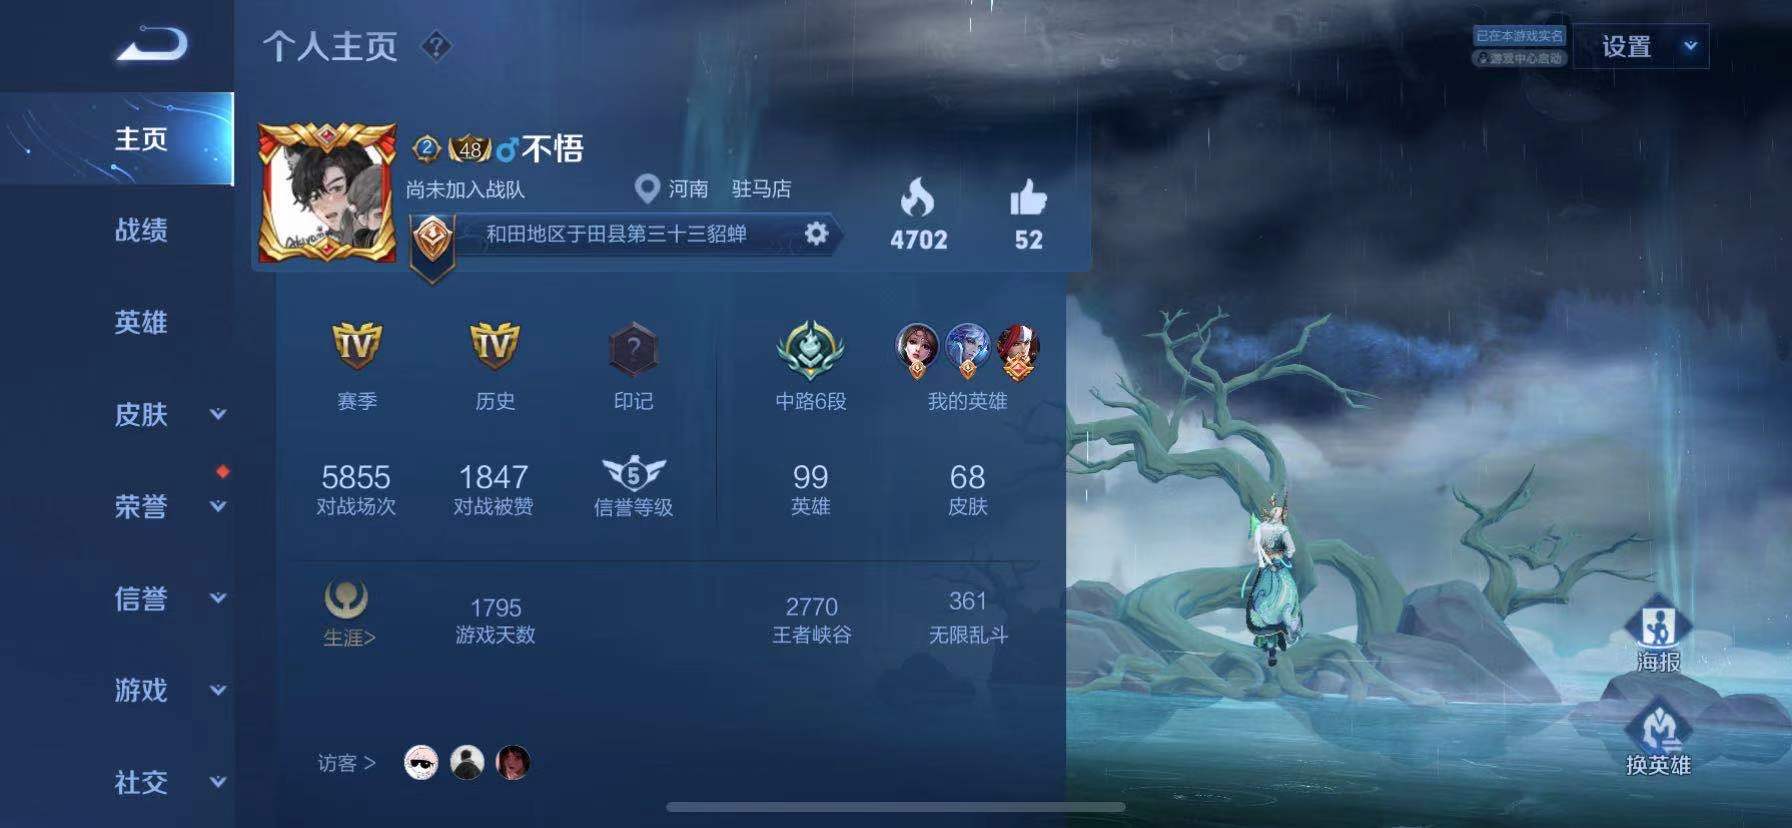 个人主页 ?
已在本游戏实名
游戏中心启动
设置
主页
战绩
英雄
皮肤
荣誉
信誉
游戏
社交
2 48 不悟
尚未加入战队 河南 驻马店
和田地区于田县第三十三貂蝉
4702 52
IV IV ?
赛季 历史 印记 中路6段 我的英雄
5855 1847 5 99 68
对战场次 对战被赞 信誉等级 英雄 皮肤
1795 2770 361
生涯> 游戏天数 王者峡谷 无限乱斗
访客 >
海报
换英雄